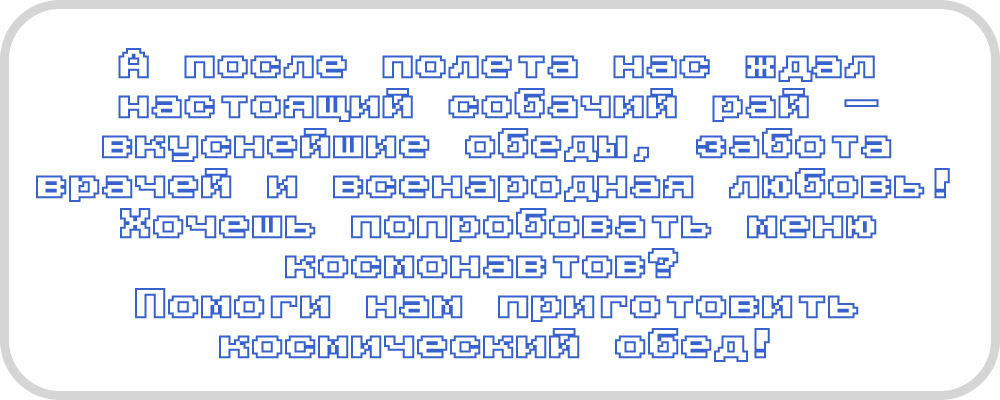 А после полета нас ждал
настоящий собачий рай —
вкуснейшие обеды, забота
врачей и всенародная любовь!
Хочешь попробовать меню
космонавтов?
Помоги нам приготовить
космический обед!